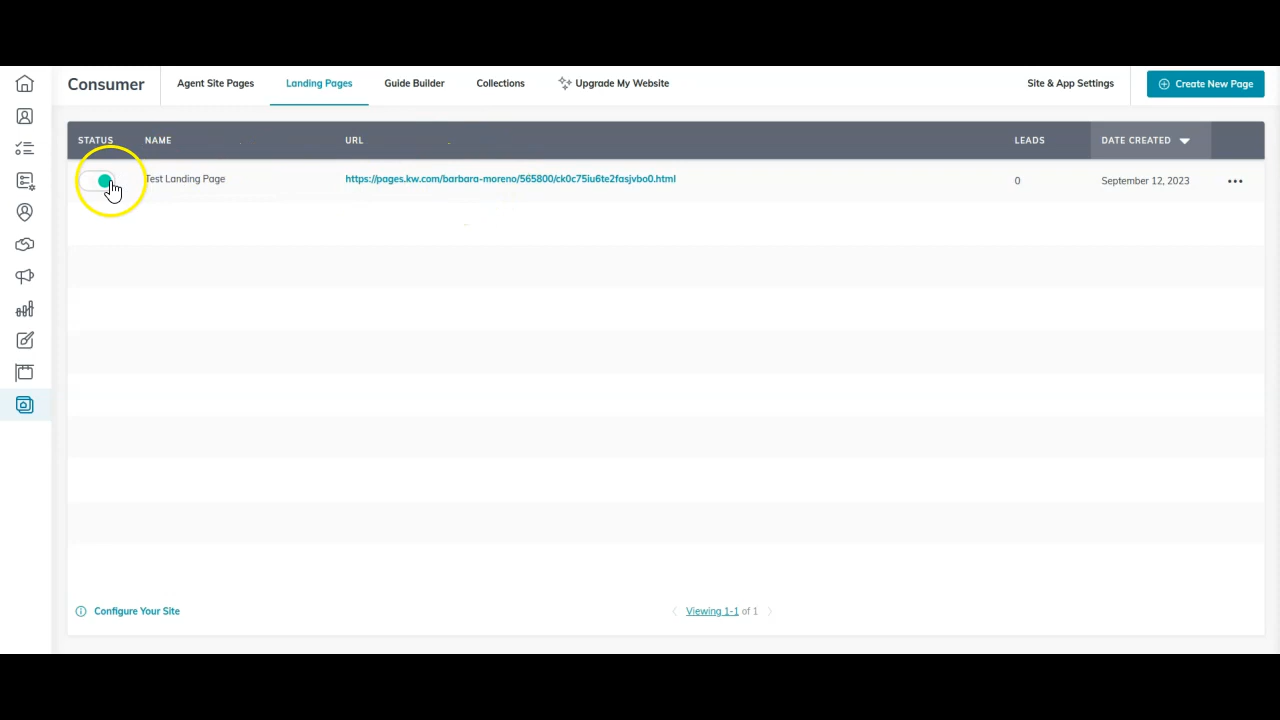 Consumer
Agent Site Pages
Landing Pages
Guide Builder
Collections
Upgrade My Website
Site & App Settings
Create New Page
STATUS NAME URL LEADS DATE CREATED
Test Landing Page https://pages.kw.com/barbara-moreno/565800/ck0c75iu6te2fasjvbo0.html 0 September 12, 2023
Configure Your Site
Viewing 1-1 of 1